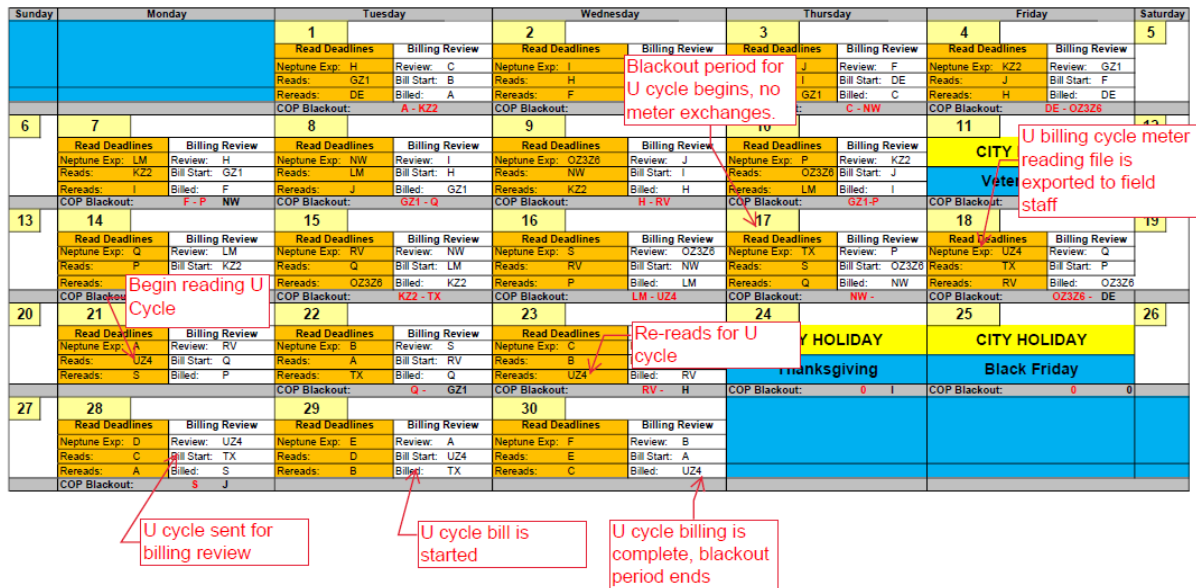 Sunday Monday Tuesday Wednesday Thursday Friday Saturday
1 2 3 4 5
Read Deadlines Billing Review Read Deadlines Billing Review Read Deadlines Billing Review Read Deadlines Billing Review
Neptune Exp: H Review: C Neptune Exp: I J Review: F Neptune Exp: KZ2 Review: GZ1
Reads: GZ1 Bill Start: B Reads: H I Bill Start: DE Reads: J Bill Start: F
Rereads: DE Billed: A Rereads: F GZ1 Billed: C Rereads: H Billed: DE
COP Blackout: A - KZ2 C - NW COP Blackout: DE - OZ3Z6
Blackout period for
U cycle begins, no
meter exchanges.
6 7 8 9 10 11 12
Read Deadlines Billing Review Read Deadlines Billing Review Read Deadlines Billing Review Read Deadlines Billing Review CITY
Neptune Exp: LM Review: H Neptune Exp: NW Review: I Neptune Exp: OZ3Z6 Review: J Neptune Exp: P Review: KZ2
Reads: KZ2 Bill Start: GZ1 Reads: LM Bill Start: H Reads: NW Bill Start: I Reads: OZ3Z6 Bill Start: J
Rereads: I Billed: F Rereads: J Billed: GZ1 Rereads: KZ2 Billed: H Rereads: LM Billed: I
COP Blackout: F - P NW COP Blackout: GZ1 - Q COP Blackout: H - RV COP Blackout: GZ1-P COP Blackout:
U billing cycle meter
reading file is
exported to field
staff
13 14 15 16 17 18 19
Read Deadlines Billing Review Read Deadlines Billing Review Read Deadlines Billing Review Read Deadlines Billing Review Read Deadlines Billing Review
Neptune Exp: Q Review: LM Neptune Exp: RV Review: NW Neptune Exp: S Review: OZ3Z6 Neptune Exp: TX Review: P Neptune Exp: UZ4 Review: Q
Reads: P Bill Start: KZ2 Reads: Q Bill Start: LM Reads: RV Bill Start: NW Reads: S Bill Start: OZ3Z6 Reads: TX Bill Start: P
Rereads: OZ3Z6 Billed: KZ2 Rereads: P Billed: LM Rereads: Q Billed: NW Rereads: RV Billed: OZ3Z6
COP KZ2 - TX LM - UZ4 NW - OZ3Z6 - DE
Begin reading U
Cycle
20 21 22 23 24 25 26
Read Deadlines Billing Review Read Deadlines Billing Review Read Deadlines HOLIDAY CITY HOLIDAY
Neptune Exp: A Review: RV Neptune Exp: B Review: S Neptune Exp: C
Reads: UZ4 Bill Start: Q Reads: A Bill Start: RV Reads: B
Rereads: S Billed: P Rereads: TX Billed: Q Rereads: UZ4 Billed: RV Black Friday
COP Blackout: Q - GZ1 COP Blackout: RV - H COP Blackout: 0 I COP Blackout: 0 0
Re-reads for U
cycle
27 28 29 30
Read Deadlines Billing Review Read Deadlines Billing Review Read Deadlines Billing Review
Neptune Exp: D Review: UZ4 Neptune Exp: E Review: A Neptune Exp: F Review: B
Reads: C Bill Start: TX Reads: D Bill Start: UZ4 Reads: E Bill Start: A
Rereads: A Billed: S Rereads: B Billed: TX Rereads: C Billed: UZ4
COP Blackout: S J
U cycle sent for
billing review
U cycle bill is
started
U cycle billing is
complete, blackout
period ends